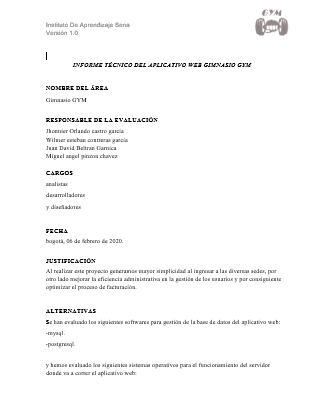 Instituto De Aprendizaje Sena
Versión 1.0
GYM
INFORME TÉCNICO DEL APLICATIVO WEB GIMNASIO GYM
NOMBRE DEL ÁREA
Gimnasio GYM
RESPONSABLE DE LA EVALUACIÓN
Jhonnier Orlando castro garcía
Wilmer esteban contreras garcía
Juan David Beltran Garnica
Miguel angel pinzon chavez
CARGOS
analistas
desarrolladores
y diseñadores
FECHA
bogotá, 06 de febrero de 2020.
JUSTIFICACIÓN
Al realizar este proyecto generamos mayor simplicidad al ingresar a las diversas sedes, por
otro lado mejorar la eficiencia administrativa en la gestión de los usuarios y por consiguiente
optimizar el proceso de facturación.
ALTERNATIVAS
Se han evaluado los siguientes softwares para gestión de la base de datos del aplicativo web:
-mysql.
-postgresql.
y hemos evaluado los siguientes sistemas operativos para el funcionamiento del servidor
donde va a correr el aplicativo web: